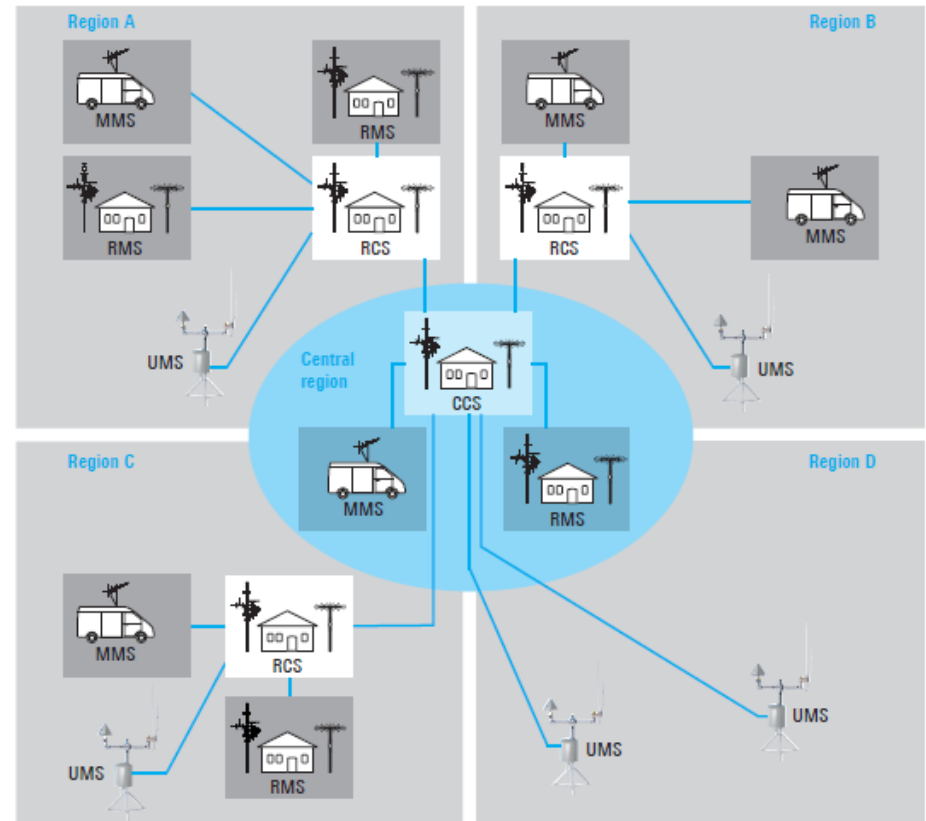 Region A
MMS
RMS
RMS
RCS
UMS
Region B
MMS
RCS
MMS
UMS
Central
region
CCS
MMS
RMS
Region C
MMS
RCS
UMS
RMS
Region D
UMS
UMS